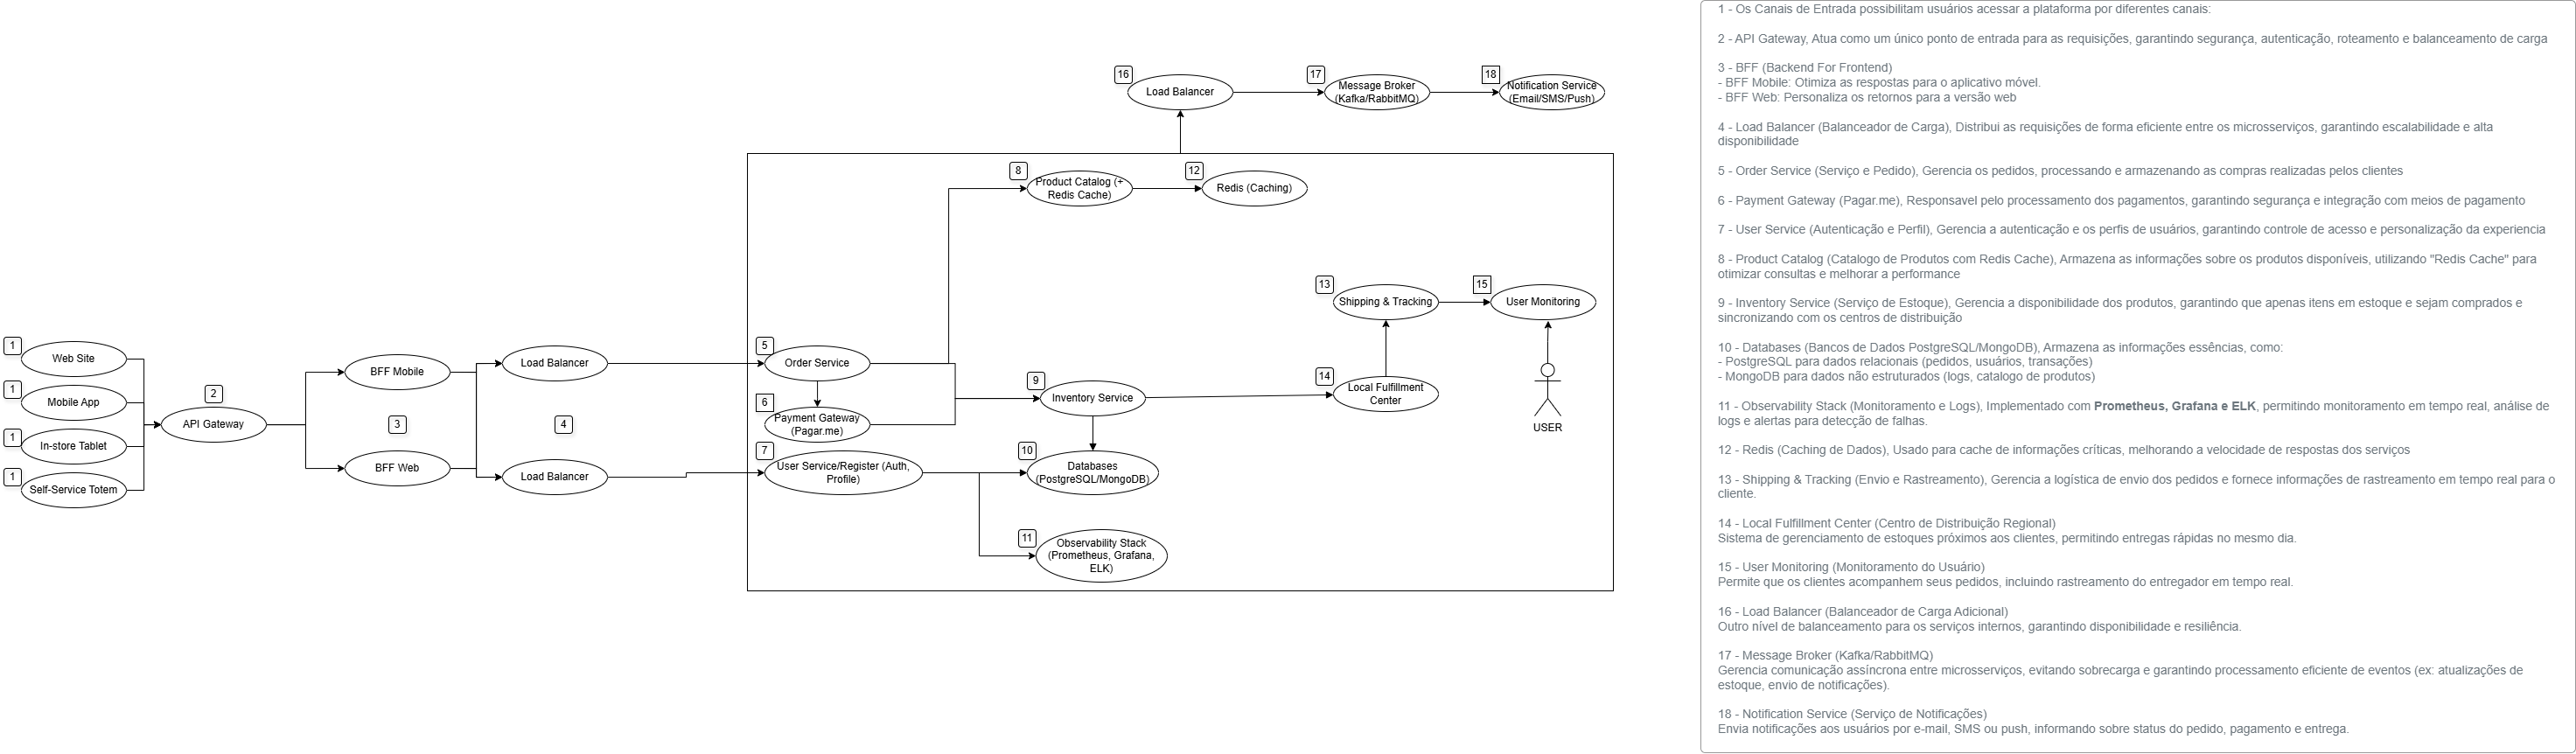 1
Web Site
1
Mobile App
1
In-store Tablet
1
Self-Service Totem
2
API Gateway
BFF Mobile
3
BFF Web
Load Balancer
4
Load Balancer
5
Order Service
6
Payment Gateway
(Pagar.me)
7
User Service/Register (Auth,
Profile)
8
Product Catalog (+
Redis Cache)
12
Redis (Caching)
9
Inventory Service
10
Databases
(PostgreSQL/MongoDB)
11
Observability Stack
(Prometheus, Grafana,
ELK)
13
Shipping & Tracking
14
Local Fulfillment
Center
15
User Monitoring
USER
16
Load Balancer
17
Message Broker
(Kafka/RabbitMQ)
18
Notification Service
(Email/SMS/Push)
1 - Os Canais de Entrada possibilitam usuários acessar a plataforma por diferentes canais:
2 - API Gateway, Atua como um único ponto de entrada para as requisições, garantindo segurança, autenticação, roteamento e balanceamento de carga
3 - BFF (Backend For Frontend)
- BFF Mobile: Otimiza as respostas para o aplicativo móvel.
- BFF Web: Personaliza os retornos para a versão web
4 - Load Balancer (Balanceador de Carga), Distribui as requisições de forma eficiente entre os microsserviços, garantindo escalabilidade e alta
disponibilidade
5 - Order Service (Serviço e Pedido), Gerencia os pedidos, processando e armazenando as compras realizadas pelos clientes
6 - Payment Gateway (Pagar.me), Responsavel pelo processamento dos pagamentos, garantindo segurança e integração com meios de pagamento
7 - User Service (Autenticação e Perfil), Gerencia a autenticação e os perfis de usuários, garantindo controle de acesso e personalização da experiencia
8 - Product Catalog (Catalogo de Produtos com Redis Cache), Armazena as informações sobre os produtos disponíveis, utilizando "Redis Cache" para
otimizar consultas e melhorar a performance
9 - Inventory Service (Serviço de Estoque), Gerencia a disponibilidade dos produtos, garantindo que apenas itens em estoque e sejam comprados e
sincronizando com os centros de distribuição
10 - Databases (Bancos de Dados PostgreSQL/MongoDB), Armazena as informações essências, como:
- PostgreSQL para dados relacionais (pedidos, usuários, transações)
- MongoDB para dados não estruturados (logs, catalogo de produtos)
11 - Observability Stack (Monitoramento e Logs), Implementado com Prometheus, Grafana e ELK, permitindo monitoramento em tempo real, análise de
logs e alertas para detecção de falhas.
12 - Redis (Caching de Dados), Usado para cache de informações críticas, melhorando a velocidade de respostas dos serviços
13 - Shipping & Tracking (Envio e Rastreamento), Gerencia a logística de envio dos pedidos e fornece informações de rastreamento em tempo real para o
cliente.
14 - Local Fulfillment Center (Centro de Distribuição Regional)
Sistema de gerenciamento de estoques próximos aos clientes, permitindo entregas rápidas no mesmo dia.
15 - User Monitoring (Monitoramento do Usuário)
Permite que os clientes acompanhem seus pedidos, incluindo rastreamento do entregador em tempo real.
16 - Load Balancer (Balanceador de Carga Adicional)
Outro nível de balanceamento para os serviços internos, garantindo disponibilidade e resiliência.
17 - Message Broker (Kafka/RabbitMQ)
Gerencia comunicação assíncrona entre microsserviços, evitando sobrecarga e garantindo processamento eficiente de eventos (ex: atualizações de
estoque, envio de notificações).
18 - Notification Service (Serviço de Notificações)
Envia notificações aos usuários por e-mail, SMS ou push, informando sobre status do pedido, pagamento e entrega.